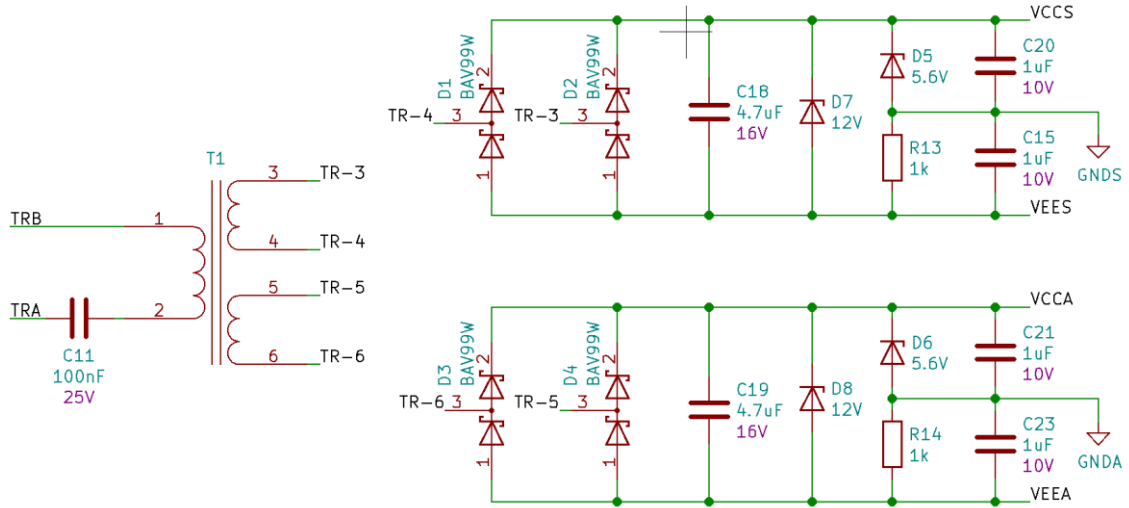 VCCS
D1
BAV99W
2
TR-4
3
1
D2
BAV99W
2
TR-3
3
1
C18
4.7uF
16V
D7
12V
D5
5.6V
R13
1k
C20
1uF
10V
C15
1uF
10V
GNDS
VEES
T1
TRB
1
TRA
2
C11
100nF
25V
3
TR-3
4
TR-4
5
TR-5
6
TR-6
VCCA
D3
BAV99W
2
TR-6
3
1
D4
BAV99W
2
TR-5
3
1
C19
4.7uF
16V
D8
12V
D6
5.6V
R14
1k
C21
1uF
10V
C23
1uF
10V
GNDA
VEEA